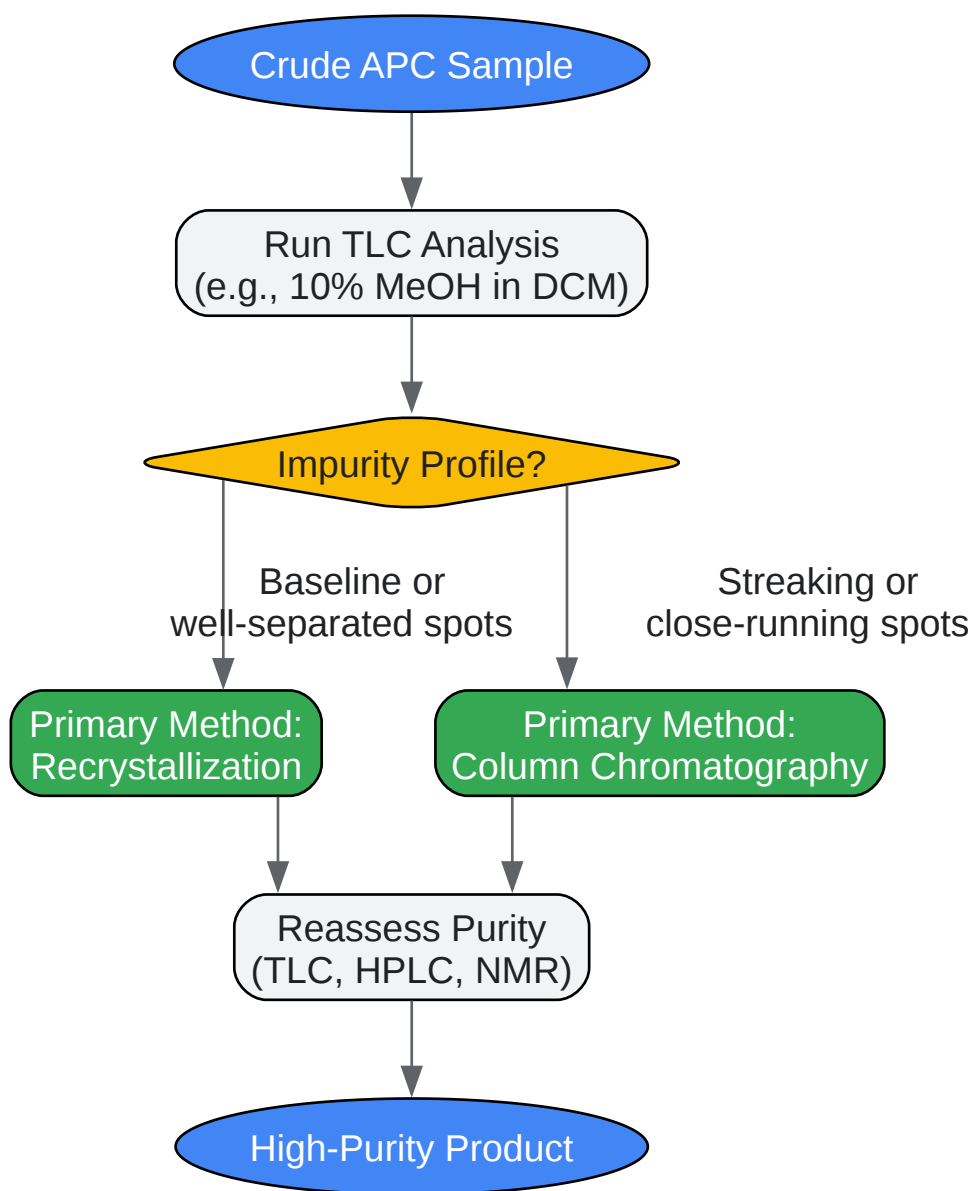 Crude APC Sample
Run TLC Analysis
(e.g., 10% MeOH in DCM)
Impurity Profile?
Baseline or
well-separated spots
Streaking or
close-running spots
Primary Method:
Recrystallization
Primary Method:
Column Chromatography
Reassess Purity
(TLC, HPLC, NMR)
High-Purity Product